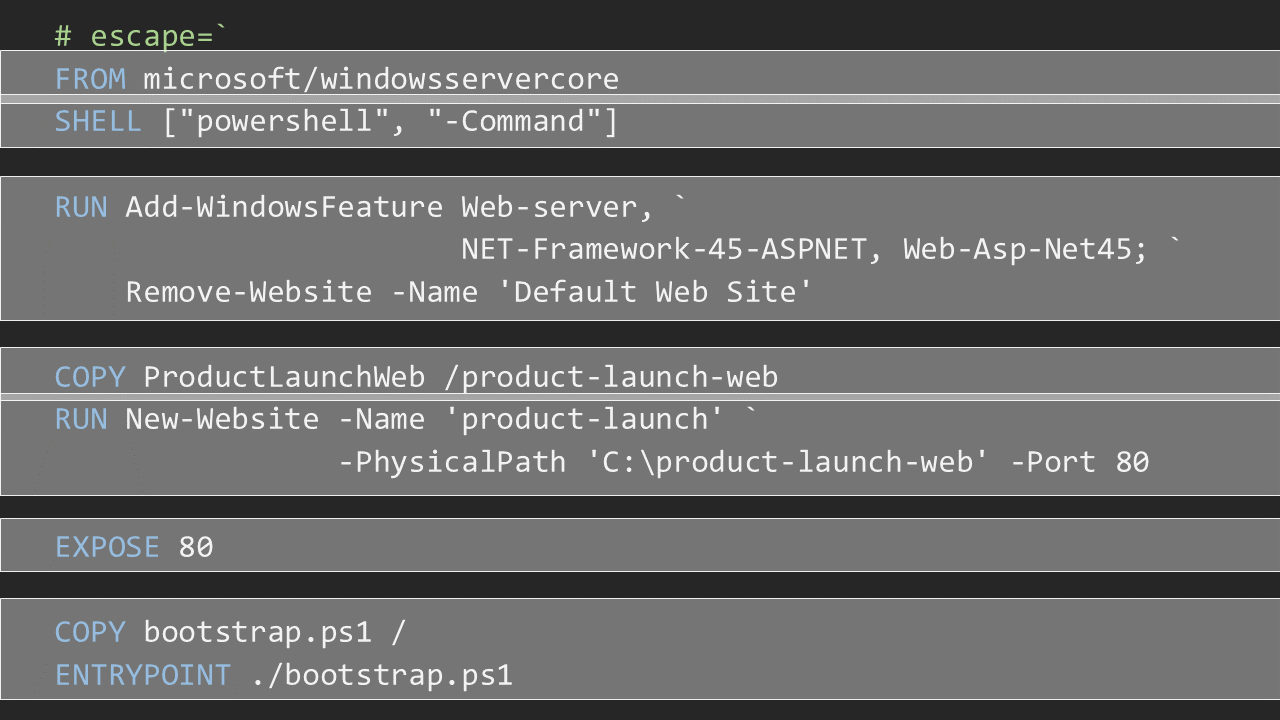 # escape=`
FROM microsoft/windowsservercore
SHELL ["powershell", "-Command"]
RUN Add-WindowsFeature Web-server, `
NET-Framework-45-ASPNET, Web-Asp-Net45; `
Remove-Website -Name 'Default Web Site'
COPY ProductLaunchWeb /product-launch-web
RUN New-Website -Name 'product-launch' `
-PhysicalPath 'C:\product-launch-web' -Port 80
EXPOSE 80
COPY bootstrap.ps1 /
ENTRYPOINT ./bootstrap.ps1